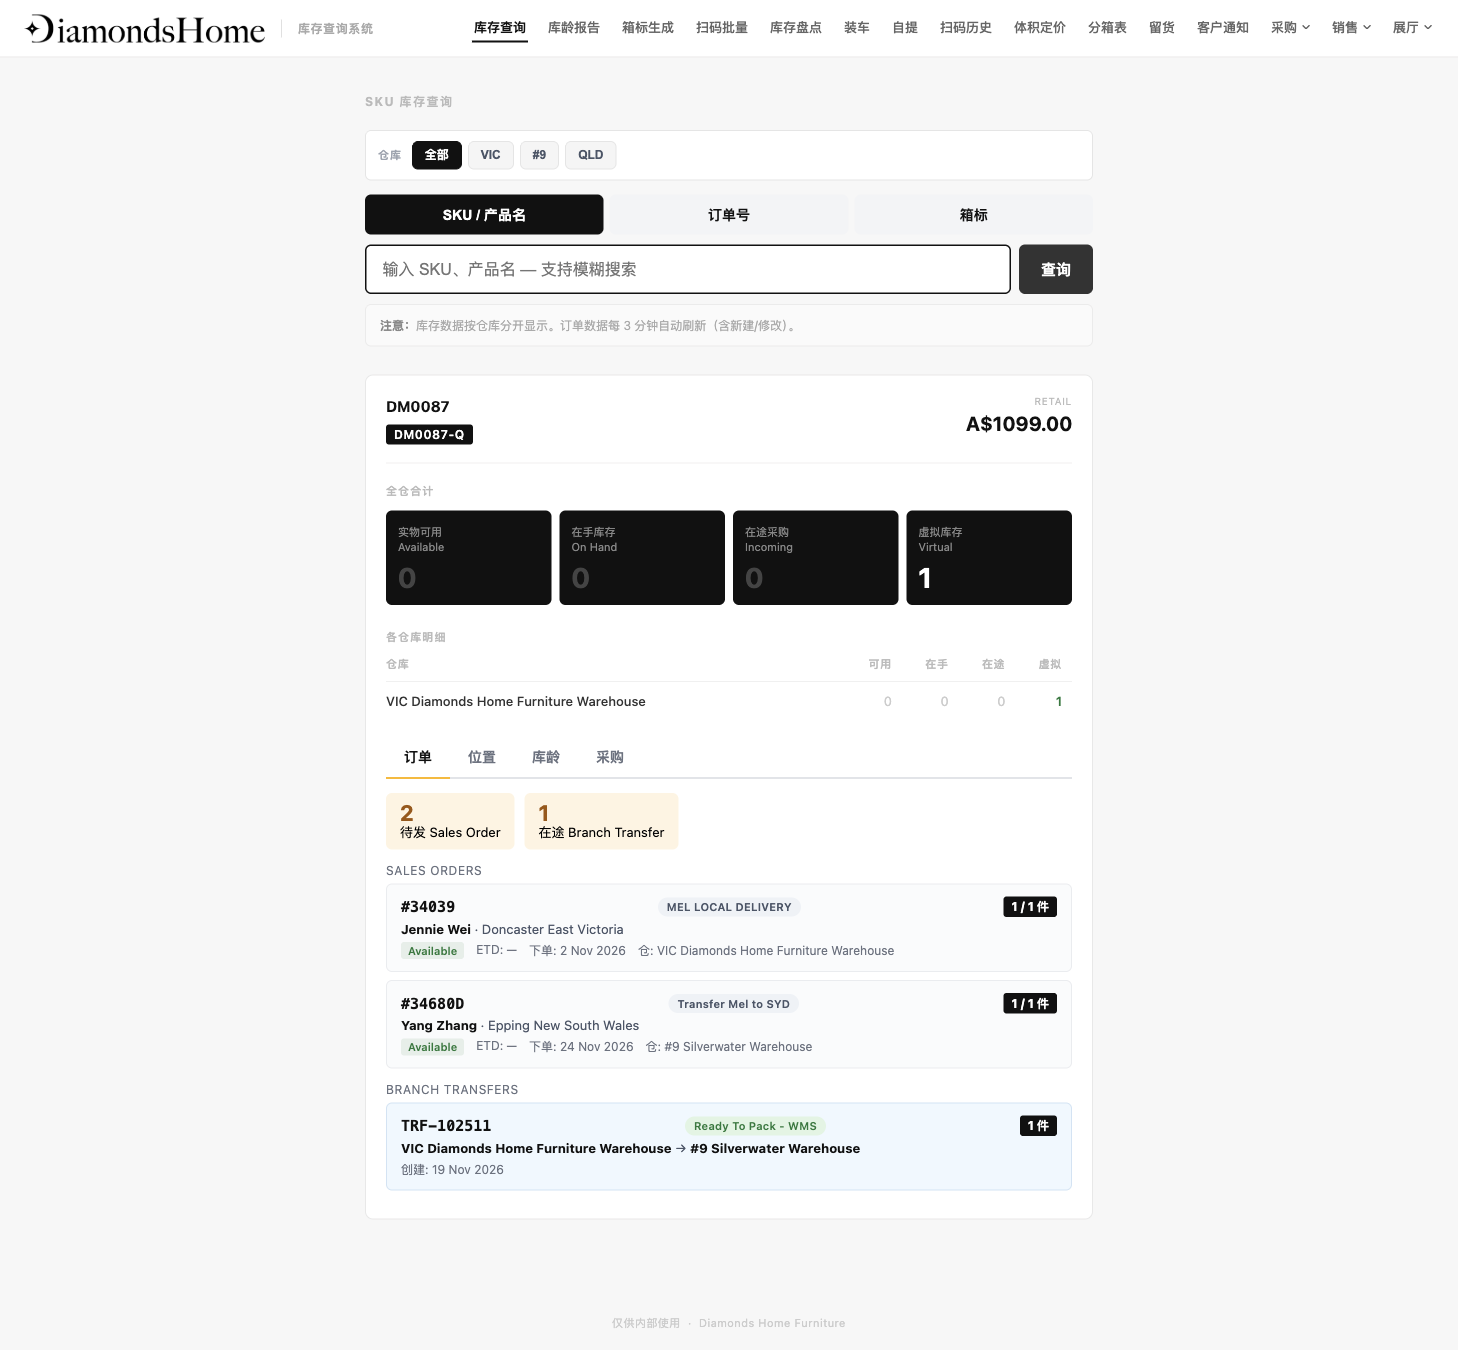 DiamondsHome
库存查询系统
库存查询 库龄报告 箱标生成 扫码批量 库存盘点 装车 自提 扫码历史 体积定价 分箱表 留货 客户通知 采购 销售 展厅
SKU 库存查询
仓库 全部 VIC #9 QLD
SKU / 产品名 订单号 箱标
输入 SKU、产品名 — 支持模糊搜索 查询
注意：库存数据按仓库分开显示。订单数据每 3 分钟自动刷新（含新建/修改）。
DM0087
DM0087-Q
RETAIL
A$1099.00
全仓合计
实物可用
Available
0
在手库存
On Hand
0
在途采购
Incoming
0
虚拟库存
Virtual
1
各仓库明细
仓库 可用 在手 在途 虚拟
VIC Diamonds Home Furniture Warehouse 0 0 0 1
订单 位置 库龄 采购
2
待发 Sales Order
1
在途 Branch Transfer
SALES ORDERS
#34039 MEL LOCAL DELIVERY 1 / 1 件
Jennie Wei · Doncaster East Victoria
Available ETD: — 下单: 2 Nov 2026 仓: VIC Diamonds Home Furniture Warehouse
#34680D Transfer Mel to SYD 1 / 1 件
Yang Zhang · Epping New South Wales
Available ETD: — 下单: 24 Nov 2026 仓: #9 Silverwater Warehouse
BRANCH TRANSFERS
TRF-102511 Ready To Pack - WMS 1 件
VIC Diamonds Home Furniture Warehouse → #9 Silverwater Warehouse
创建: 19 Nov 2026
仅供内部使用 · Diamonds Home Furniture